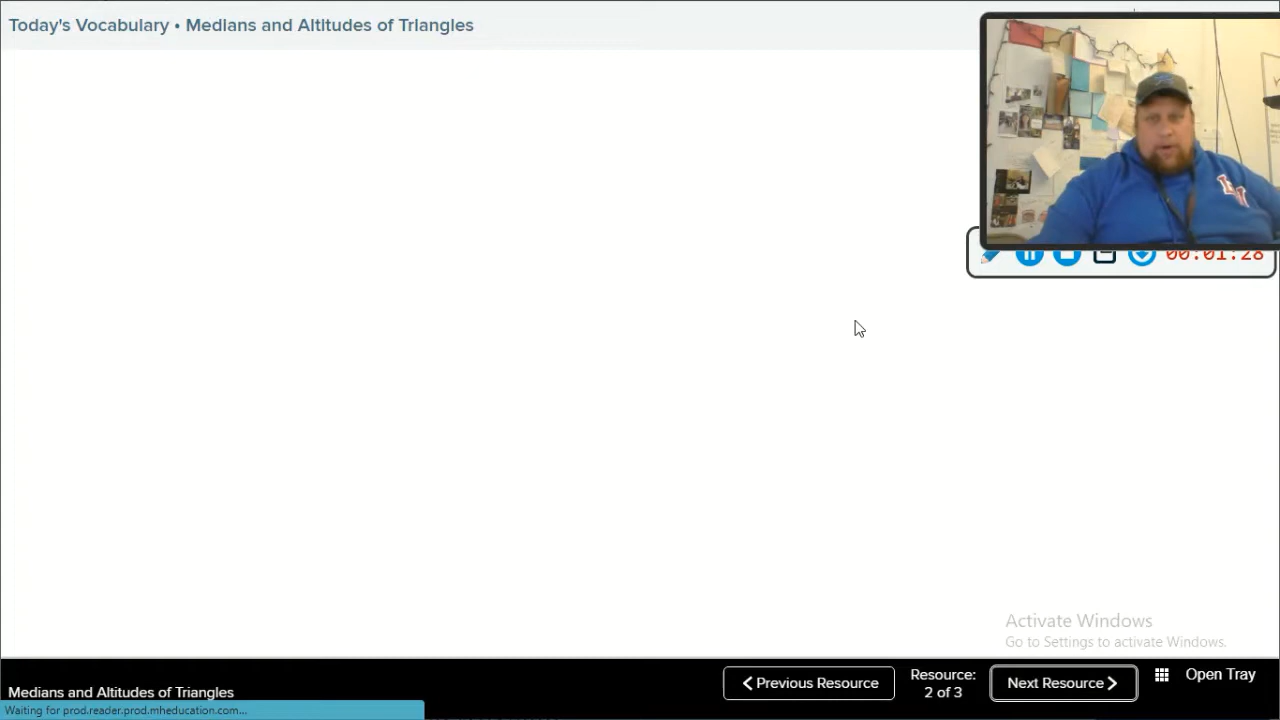 Today's Vocabulary • Medians and Altitudes of Triangles
00:01:28
Activate Windows
Go to Settings to activate Windows.
Previous Resource
Resource:
2 of 3
Next Resource
Open Tray
Medians and Altitudes of Triangles
Waiting for prod.reader.prod.mheducation.com...